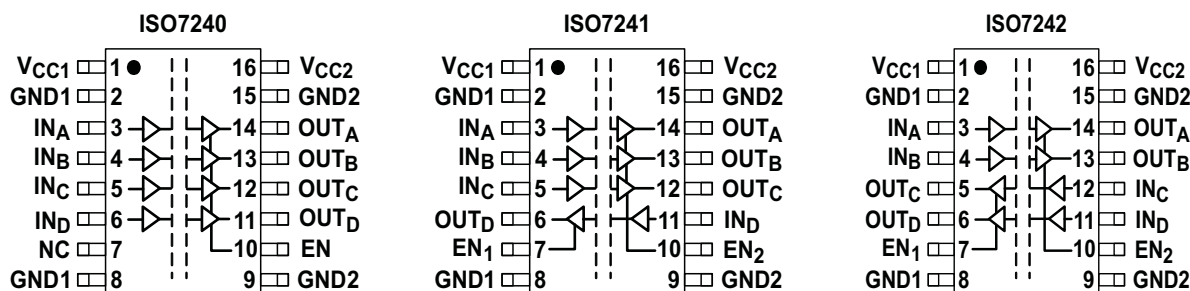 ISO7240
VCC1 1 16 VCC2
GND1 2 15 GND2
INA 3 14 OUTA
INB 4 13 OUTB
INC 5 12 OUTC
IND 6 11 OUTD
NC 7 10 EN
GND1 8 9 GND2
ISO7241
VCC1 1 16 VCC2
GND1 2 15 GND2
INA 3 14 OUTA
INB 4 13 OUTB
INC 5 12 OUTC
OUTD 6 11 IND
EN1 7 10 EN2
GND1 8 9 GND2
ISO7242
VCC1 1 16 VCC2
GND1 2 15 GND2
INA 3 14 OUTA
INB 4 13 OUTB
OUTC 5 12 INC
OUTD 6 11 IND
EN1 7 10 EN2
GND1 8 9 GND2